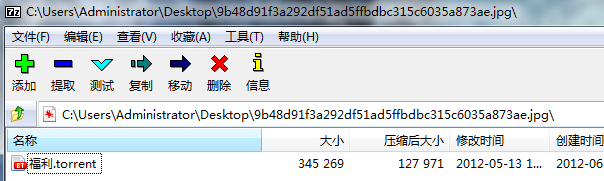 7z C:\Users\Administrator\Desktop\9b48d91f3a292df51ad5ffbdbc315c6035a873ae.jpg\
文件(F) 编辑(E) 查看(V) 收藏(A) 工具(T) 帮助(H)
添加 提取 测试 复制 移动 删除 信息
C:\Users\Administrator\Desktop\9b48d91f3a292df51ad5ffbdbc315c6035a873ae.jpg\
名称 大小 压缩后大小 修改时间 创建时间
BT 福利.torrent 345 269 127 971 2012-05-13 1... 2012-06